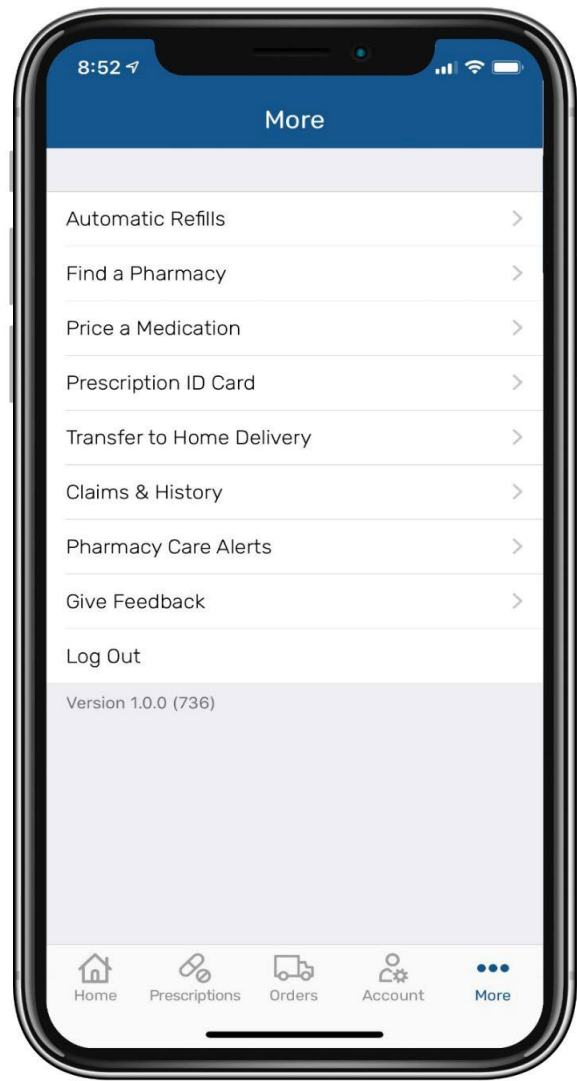 8:52
More
Automatic Refills
Find a Pharmacy
Price a Medication
Prescription ID Card
Transfer to Home Delivery
Claims & History
Pharmacy Care Alerts
Give Feedback
Log Out
Version 1.0.0 (736)
Home Prescriptions Orders Account More